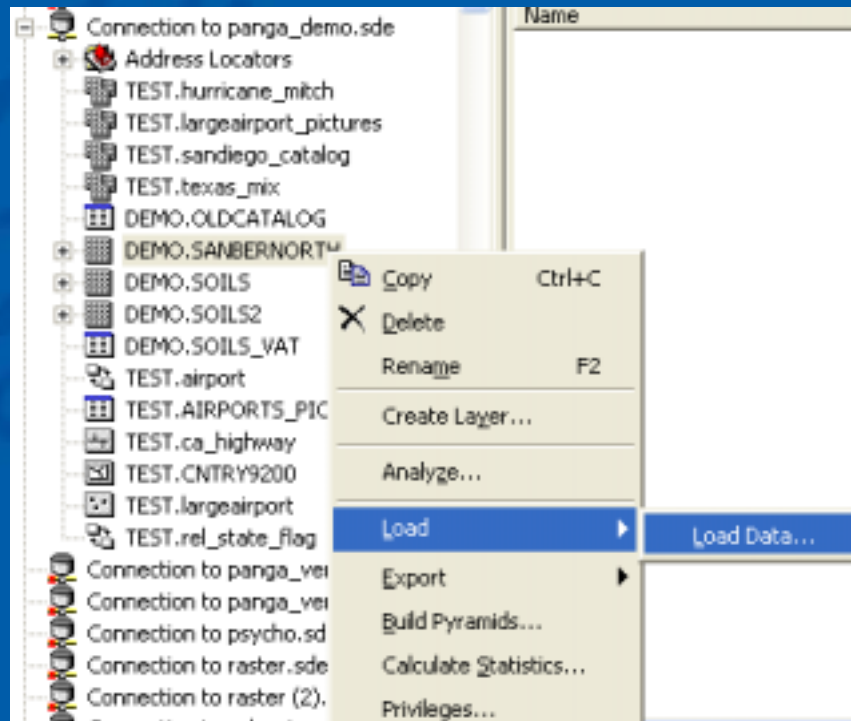 Name
Connection to panga_demo.sde
Address Locators
TEST.hurricane_mitch
TEST.largeairport_pictures
TEST.sandiego_catalog
TEST.texas_mix
DEMO.OLDCATALOG
DEMO.SANBERNORTH
DEMO.SOILS
DEMO.SOILS2
DEMO.SOILS_VAT
TEST.airport
TEST.AIRPORTS_PIC
TEST.ca_highway
TEST.CNTRY9200
TEST.largeairport
TEST.rel_state_flag
Connection to panga_ver
Connection to panga_ver
Connection to psycho.sd
Connection to raster.sde
Connection to raster (2).
Copy Ctrl+C
Delete
Rename F2
Create Layer...
Analyze...
Load
Load Data...
Export
Build Pyramids...
Calculate Statistics...
Privileges...